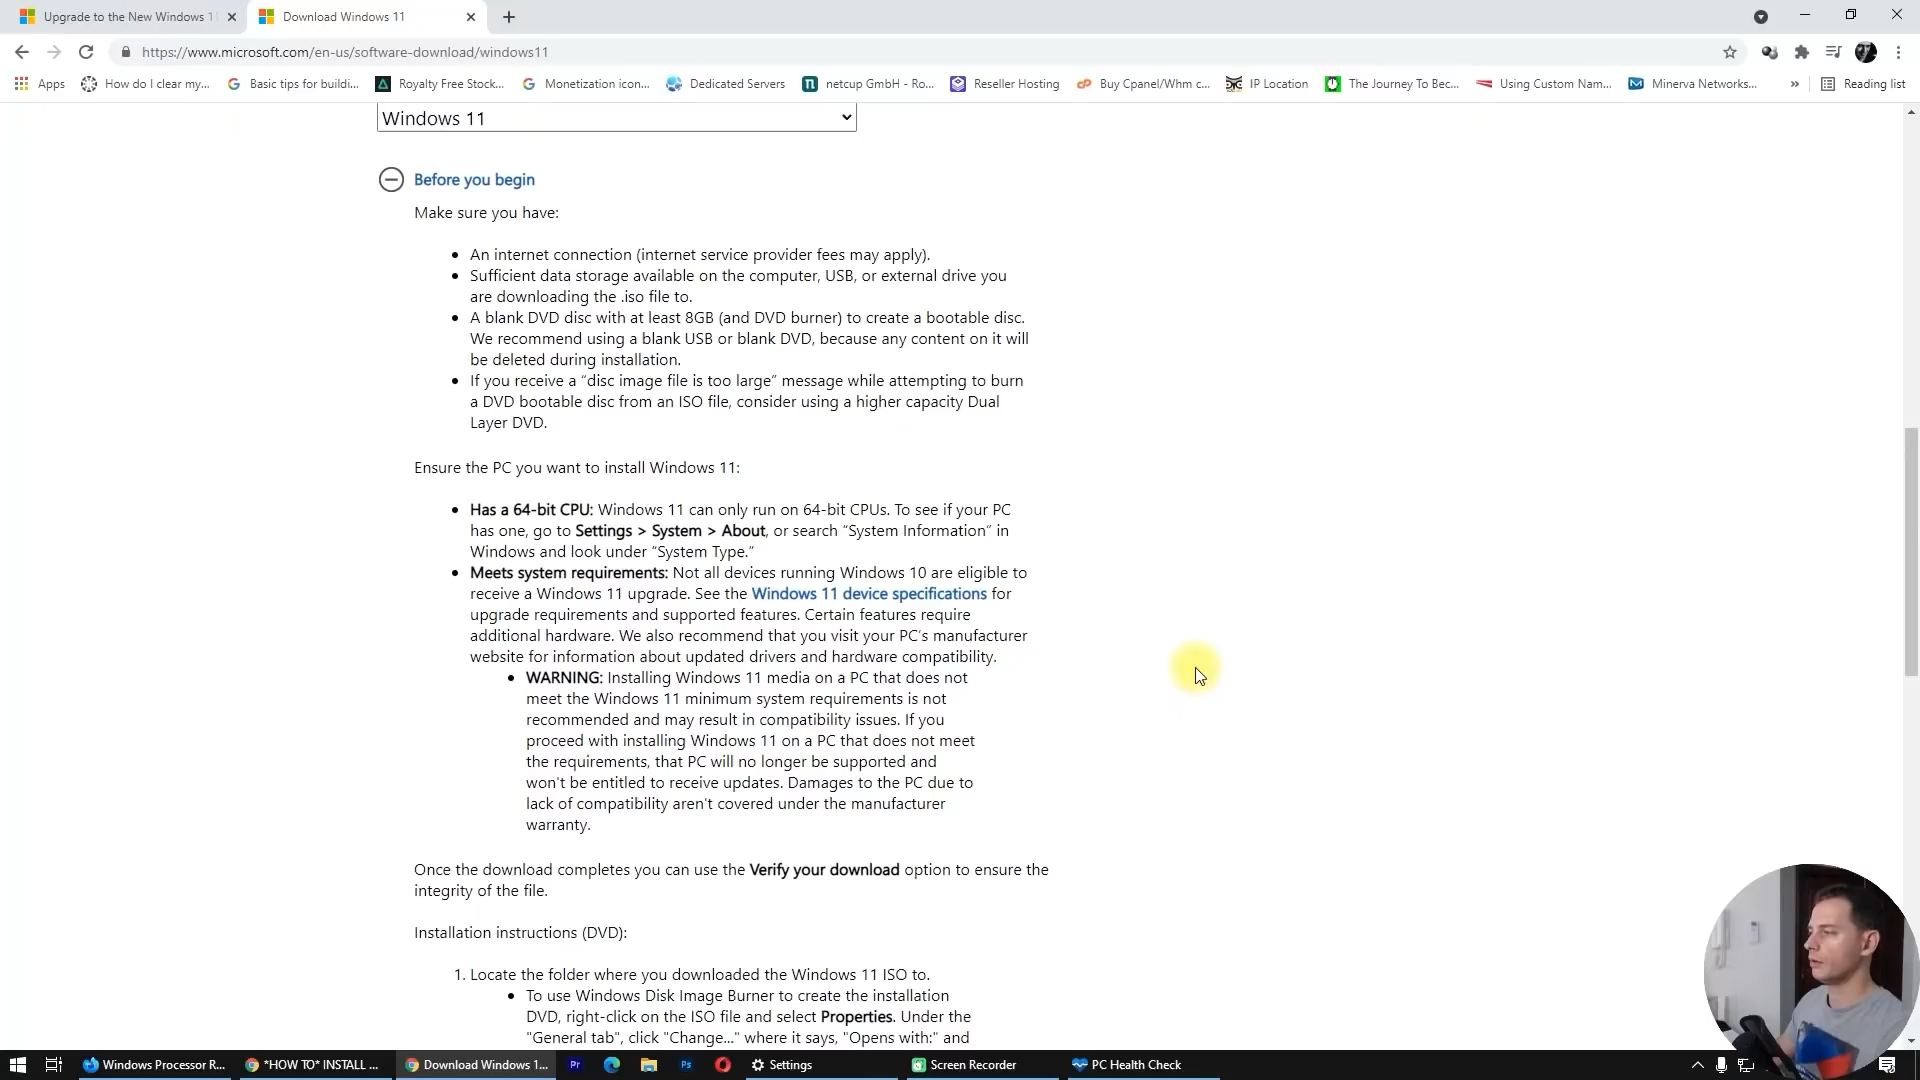 Upgrade to the New Windows 11
Download Windows 11
https://www.microsoft.com/en-us/software-download/windows11
Apps
How do I clear my...
Basic tips for buildi...
Royalty Free Stock...
Monetization icon...
Dedicated Servers
netcup GmbH - Ro...
Reseller Hosting
Buy Cpanel/Whm c...
IP Location
The Journey To Bec...
Using Custom Nam...
Minerva Networks...
»
Reading list
Windows 11
Before you begin
Make sure you have:
• An internet connection (internet service provider fees may apply).
• Sufficient data storage available on the computer, USB, or external drive you
are downloading the .iso file to.
• A blank DVD disc with at least 8GB (and DVD burner) to create a bootable disc.
We recommend using a blank USB or blank DVD, because any content on it will
be deleted during installation.
• If you receive a “disc image file is too large” message while attempting to burn
a DVD bootable disc from an ISO file, consider using a higher capacity Dual
Layer DVD.
Ensure the PC you want to install Windows 11:
• Has a 64-bit CPU: Windows 11 can only run on 64-bit CPUs. To see if your PC
has one, go to Settings > System > About, or search “System Information” in
Windows and look under “System Type.”
• Meets system requirements: Not all devices running Windows 10 are eligible to
receive a Windows 11 upgrade. See the Windows 11 device specifications for
upgrade requirements and supported features. Certain features require
additional hardware. We also recommend that you visit your PC's manufacturer
website for information about updated drivers and hardware compatibility.
• WARNING: Installing Windows 11 media on a PC that does not
meet the Windows 11 minimum system requirements is not
recommended and may result in compatibility issues. If you
proceed with installing Windows 11 on a PC that does not meet
the requirements, that PC will no longer be supported and
won't be entitled to receive updates. Damages to the PC due to
lack of compatibility aren't covered under the manufacturer
warranty.
Once the download completes you can use the Verify your download option to ensure the
integrity of the file.
Installation instructions (DVD):
1. Locate the folder where you downloaded the Windows 11 ISO to.
• To use Windows Disk Image Burner to create the installation
DVD, right-click on the ISO file and select Properties. Under the
"General tab", click "Change..." where it says, "Opens with:" and
Windows Processor R...
*HOW TO* INSTALL ...
Download Windows 1...
Pr
Ps
Settings
Screen Recorder
PC Health Check